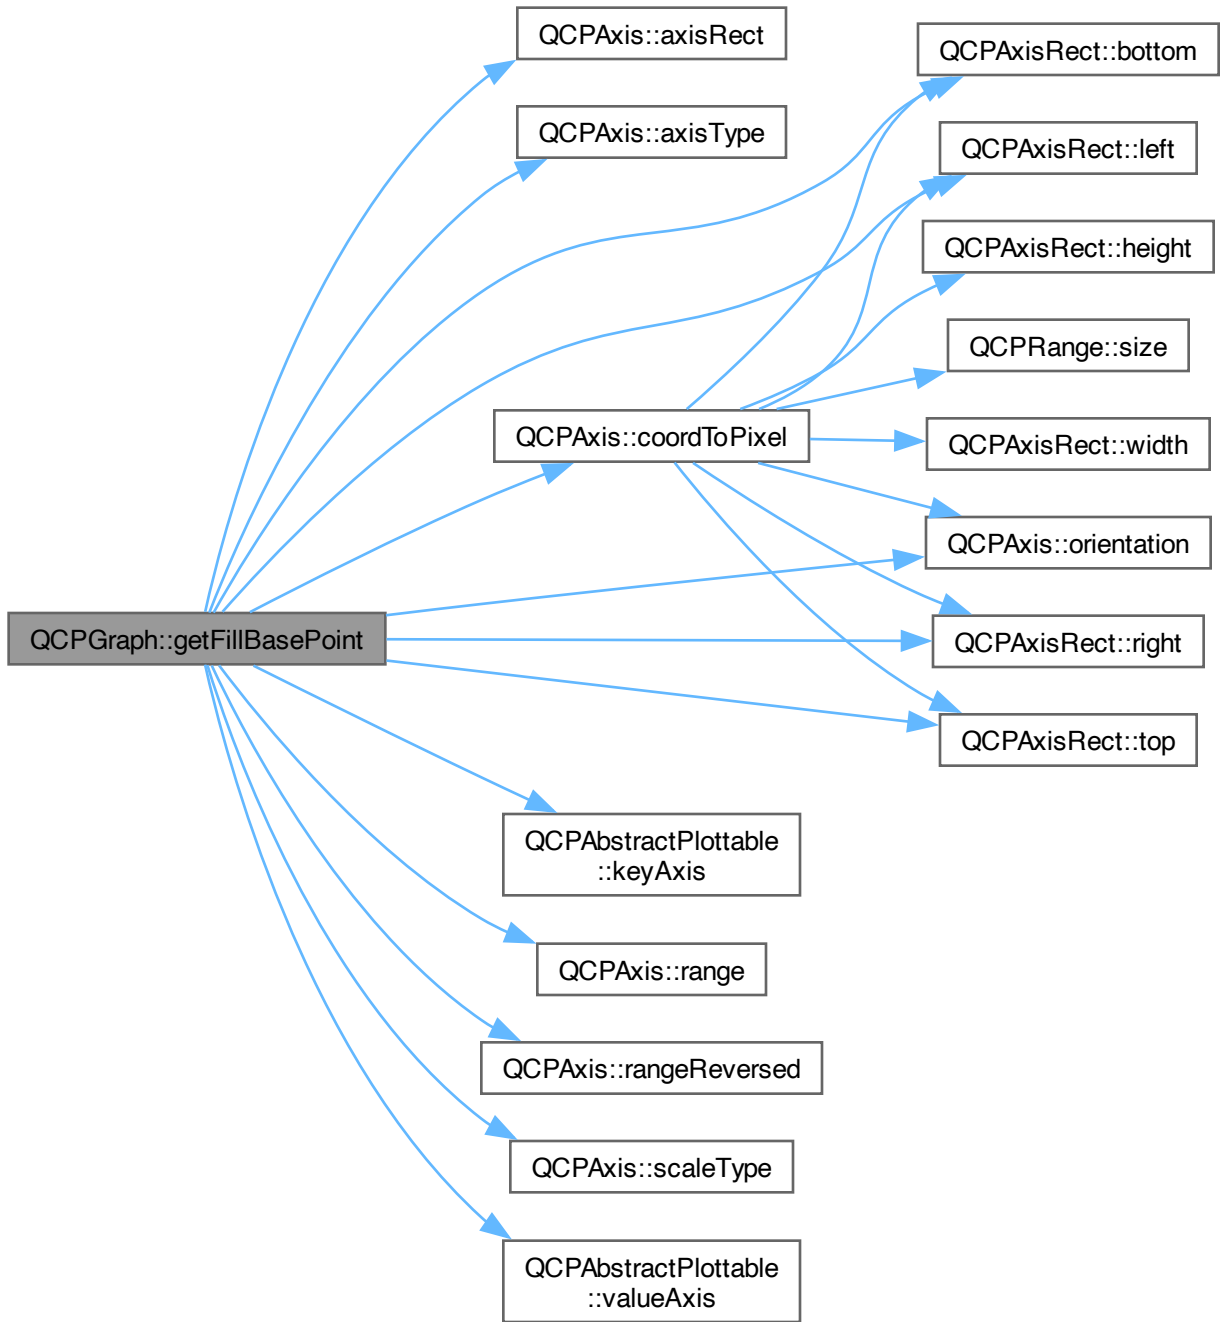 QCPAxis::axisRect
QCPAxisRect::bottom
QCPAxis::axisType
QCPAxisRect::left
QCPAxisRect::height
QCPRange::size
QCPAxis::coordToPixel
QCPAxisRect::width
QCPAxis::orientation
QCPGraph::getFillBasePoint
QCPAxisRect::right
QCPAxisRect::top
QCPAbstractPlottable
::keyAxis
QCPAxis::range
QCPAxis::rangeReversed
QCPAxis::scaleType
QCPAbstractPlottable
::valueAxis